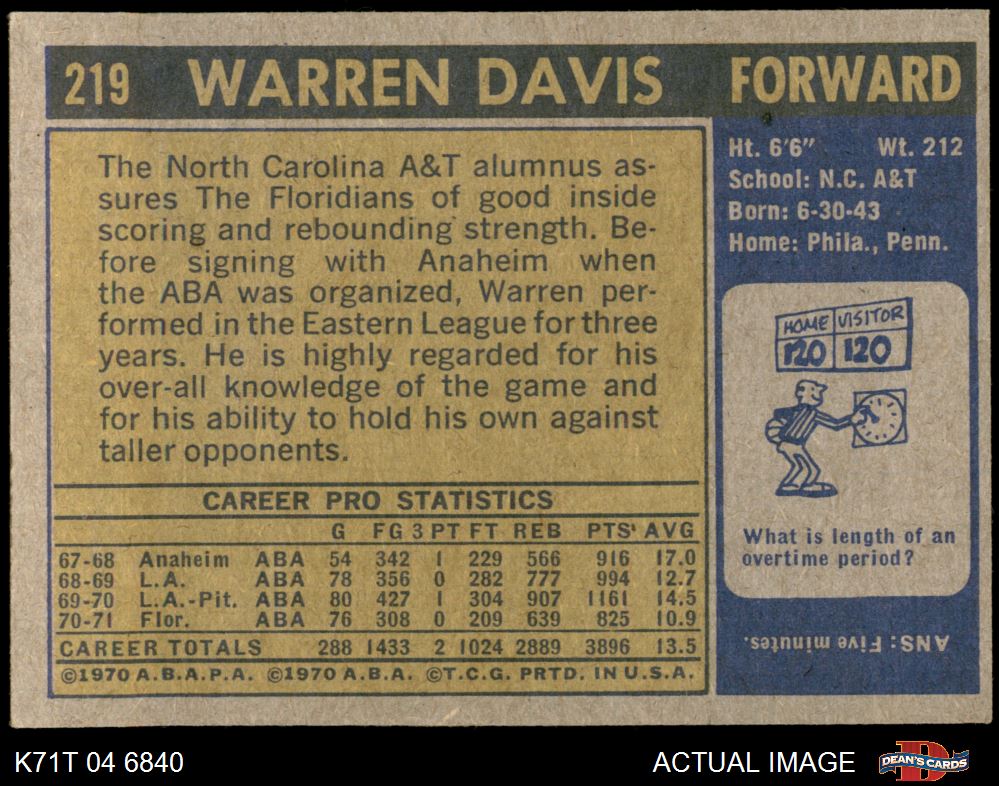 219 WARREN DAVIS FORWARD
The North Carolina A&T alumnus as-
sures The Floridians of good inside
scoring and rebounding strength. Be-
fore signing with Anaheim when
the ABA was organized, Warren per-
formed in the Eastern League for three
years. He is highly regarded for his
over-all knowledge of the game and
for his ability to hold his own against
taller opponents.
CAREER PRO STATISTICS
G FG 3 PT FT REB PTS' AVG
67-68 Anaheim ABA 54 342 1 229 566 916 17.0
68-69 L.A. ABA 78 356 0 282 777 994 12.7
69-70 L.A.-Pit. ABA 80 427 1 304 907 1161 14.5
70-71 Flor. ABA 76 308 0 209 639 825 10.9
CAREER TOTALS 288 1433 2 1024 2889 3896 13.5
©1970 A.B.A.P.A. ©1970 A.B.A. ©T.C.G. PRTD. IN U.S.A.
Ht. 6'6" Wt. 212
School: N.C. A&T
Born: 6-30-43
Home: Phila., Penn.
HOME VISITOR
120 120
What is length of an
overtime period?
ANS: Five minutes.
K71T 04 6840 ACTUAL IMAGE DEAN'S CARDS